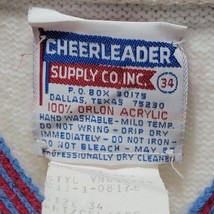 CHEERLEADER
SUPPLY CO. INC. 34
P.O. BOX 30175
DALLAS, TEXAS 75230
100% ORLON ACRYLIC
HAND WASHABLE - MILD TEMP.
DO NOT WRING - DRIP DRY
IMMEDIATELY - DO NOT IRON -
DO NOT BLEACH - MAY BE
PROFESSIONALLY DRY CLEANED
34